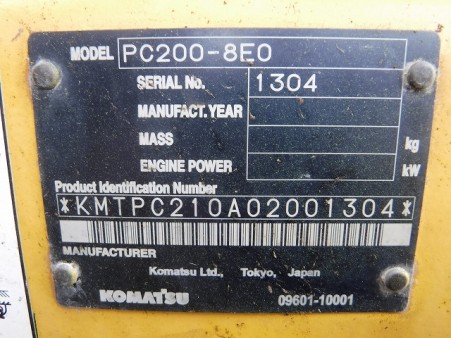 MODEL PC200-8E0
SERIAL No. 1304
MANUFACT.YEAR
MASS kg
ENGINE POWER kW
Product Identification Number
*KMTPC210A02001304*
MANUFACTURER
Komatsu Ltd., Tokyo, Japan
KOMATSU 09601-10001